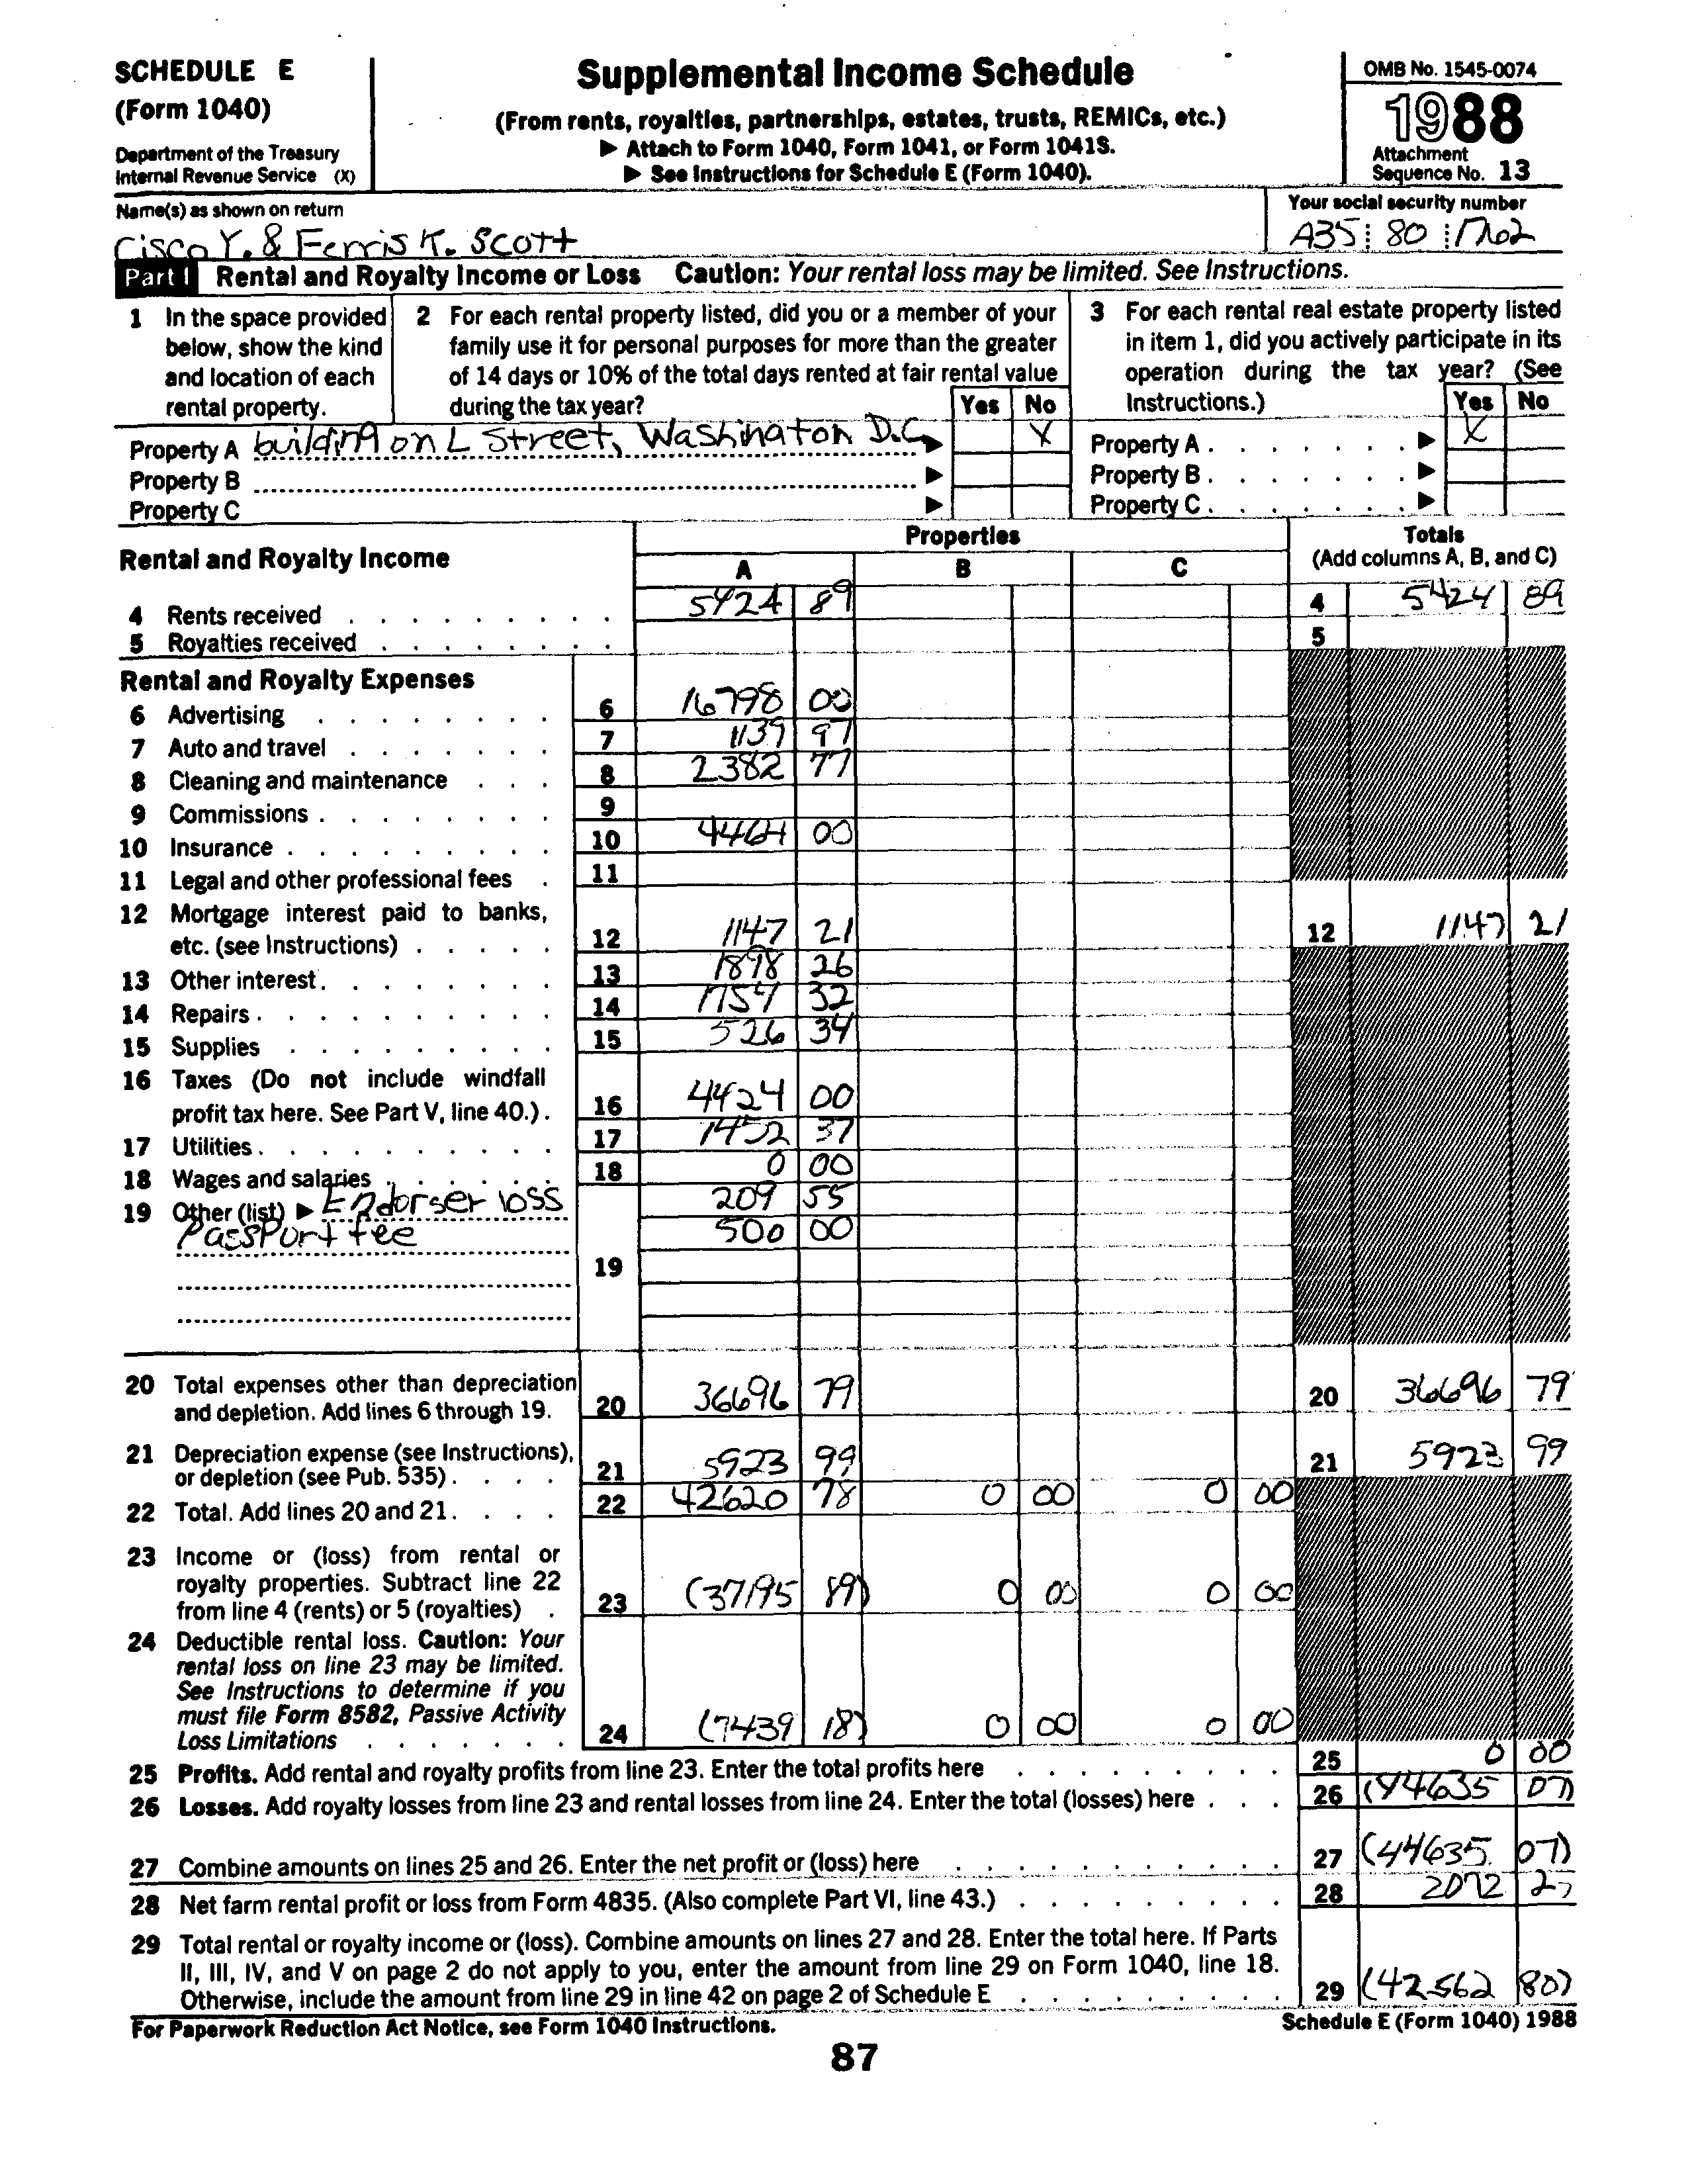 SCHEDULE E
(Form 1040)
Department of the Treasury
Internal Revenue Service (X)
Supplemental Income Schedule
(From rents, royalties, partnerships, estates, trusts, REMICs, etc.)
▶ Attach to Form 1040, Form 1041, or Form 1041S.
▶ See Instructions for Schedule E (Form 1040).
OMB No. 1545-0074
1988
Attachment
Sequence No. 13
Name(s) as shown on return
Cisco Y. & Ferris K. Scott
Your social security number
A35 80
Part I Rental and Royalty Income or Loss Caution: Your rental loss may be limited. See Instructions.
1 In the space provided
below, show the kind
and location of each
rental property.
2 For each rental property listed, did you or a member of your
family use it for personal purposes for more than the greater
of 14 days or 10% of the total days rented at fair rental value
during the tax year? Yes No
3 For each rental real estate property listed
in item 1, did you actively participate in its
operation during the tax year? (See
Instructions.) Yes No
Property A building on L Street, Washington D.C. ▶ X
Property B ▶
Property C ▶
Property A ▶ X
Property B ▶
Property C ▶
Rental and Royalty Income
Properties
A B C
Totals
(Add columns A, B, and C)
4 Rents received 5424 89 4 5424 89
5 Royalties received 5
Rental and Royalty Expenses
6 Advertising 6 16798 00
7 Auto and travel 7 1139 97
8 Cleaning and maintenance 8 2382 77
9 Commissions 9
10 Insurance 10 4464 00
11 Legal and other professional fees 11
12 Mortgage interest paid to banks,
etc. (see Instructions) 12 1147 21 12 1147 21
13 Other interest 13 1898 26
14 Repairs 14 1754 32
15 Supplies 15 526 34
16 Taxes (Do not include windfall
profit tax here. See Part V, line 40.) 16 4424 00
17 Utilities 17 1452 37
18 Wages and salaries 18 0 00
19 Other (list) ▶ Endorser loss 209 55
Passport fee 500 00
19
20 Total expenses other than depreciation
and depletion. Add lines 6 through 19. 20 36696 79 20 36696 79
21 Depreciation expense (see Instructions),
or depletion (see Pub. 535) 21 5923 99 21 5923 99
22 Total. Add lines 20 and 21 22 42620 78 0 00 0 00
23 Income or (loss) from rental or
royalty properties. Subtract line 22
from line 4 (rents) or 5 (royalties) 23 (37195 89) 0 00 0 00
24 Deductible rental loss. Caution: Your
rental loss on line 23 may be limited.
See Instructions to determine if you
must file Form 8582, Passive Activity
Loss Limitations 24 (7439 18) 0 00 0 00
25 Profits. Add rental and royalty profits from line 23. Enter the total profits here 25 0 00
26 Losses. Add royalty losses from line 23 and rental losses from line 24. Enter the total (losses) here 26 (44635 07)
27 Combine amounts on lines 25 and 26. Enter the net profit or (loss) here 27 (44635 07)
28 Net farm rental profit or loss from Form 4835. (Also complete Part VI, line 43.) 28 2072 27
29 Total rental or royalty income or (loss). Combine amounts on lines 27 and 28. Enter the total here. If Parts
II, III, IV, and V on page 2 do not apply to you, enter the amount from line 29 on Form 1040, line 18.
Otherwise, include the amount from line 29 in line 42 on page 2 of Schedule E 29 (42562 80)
For Paperwork Reduction Act Notice, see Form 1040 Instructions.
Schedule E (Form 1040) 1988
87